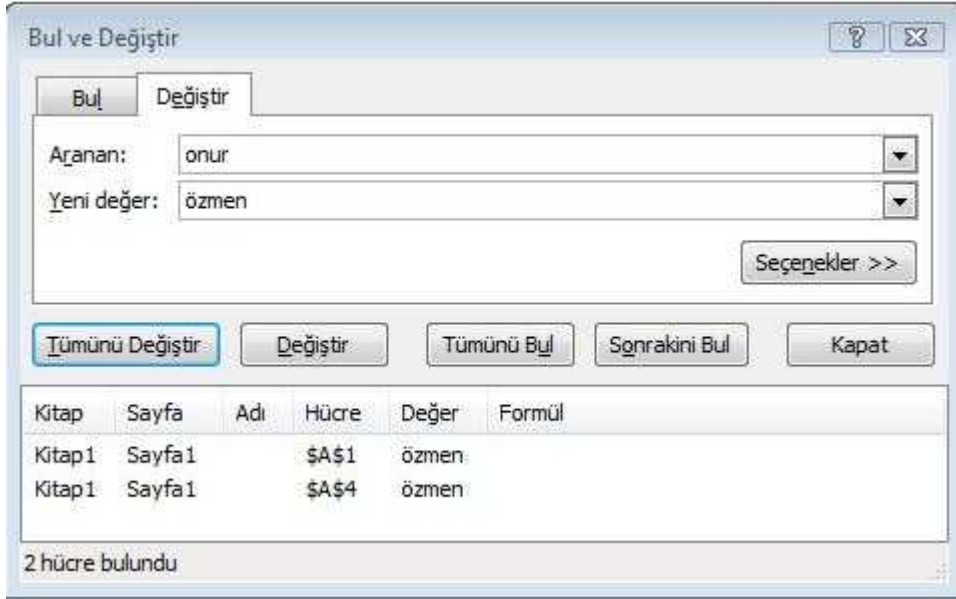 Bul ve Değiştir
Bul Değiştir
Aranan: onur
Yeni değer: özmen
Seçenekler >>
Tümünü Değiştir Değiştir Tümünü Bul Sonrakini Bul Kapat
Kitap Sayfa Adı Hücre Değer Formül
Kitap1 Sayfa1 $A$1 özmen
Kitap1 Sayfa1 $A$4 özmen
2 hücre bulundu